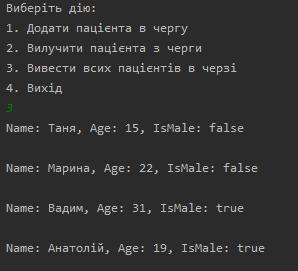 Виберіть дію:
1. Додати пацієнта в чергу
2. Вилучити пацієнта з черги
3. Вивести всих пацієнтів в черзі
4. Вихід
3
Name: Таня, Age: 15, IsMale: false
Name: Марина, Age: 22, IsMale: false
Name: Вадим, Age: 31, IsMale: true
Name: Анатолій, Age: 19, IsMale: true